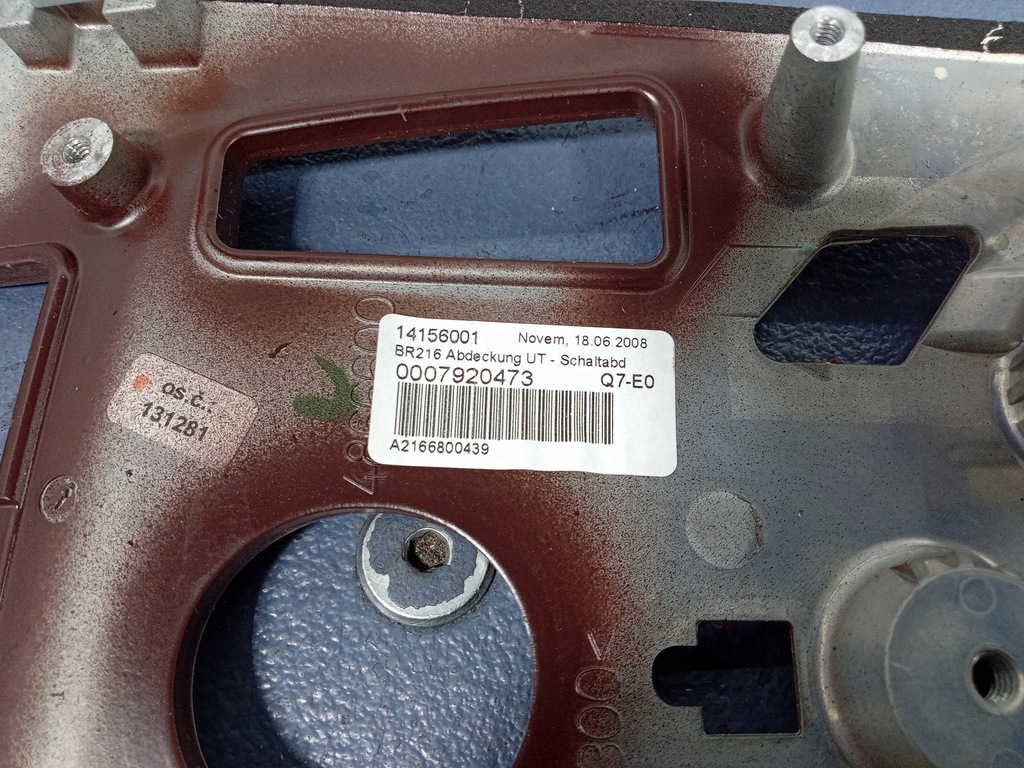 14156001 Novem, 18.06.2008
BR216 Abdeckung UT - Schaltabd
0007920473 Q7-E0
A2166800439
os.č.:
131281